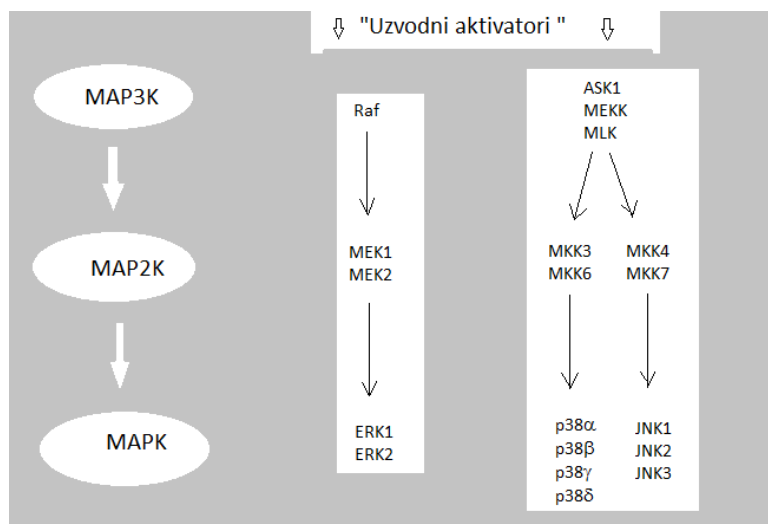 "Uzvodni aktivatori "
MAP3K
MAP2K
MAPK
Raf
MEK1
MEK2
ERK1
ERK2
ASK1
MEKK
MLK
MKK3
MKK6
MKK4
MKK7
p38α
p38β
p38γ
p38δ
JNK1
JNK2
JNK3